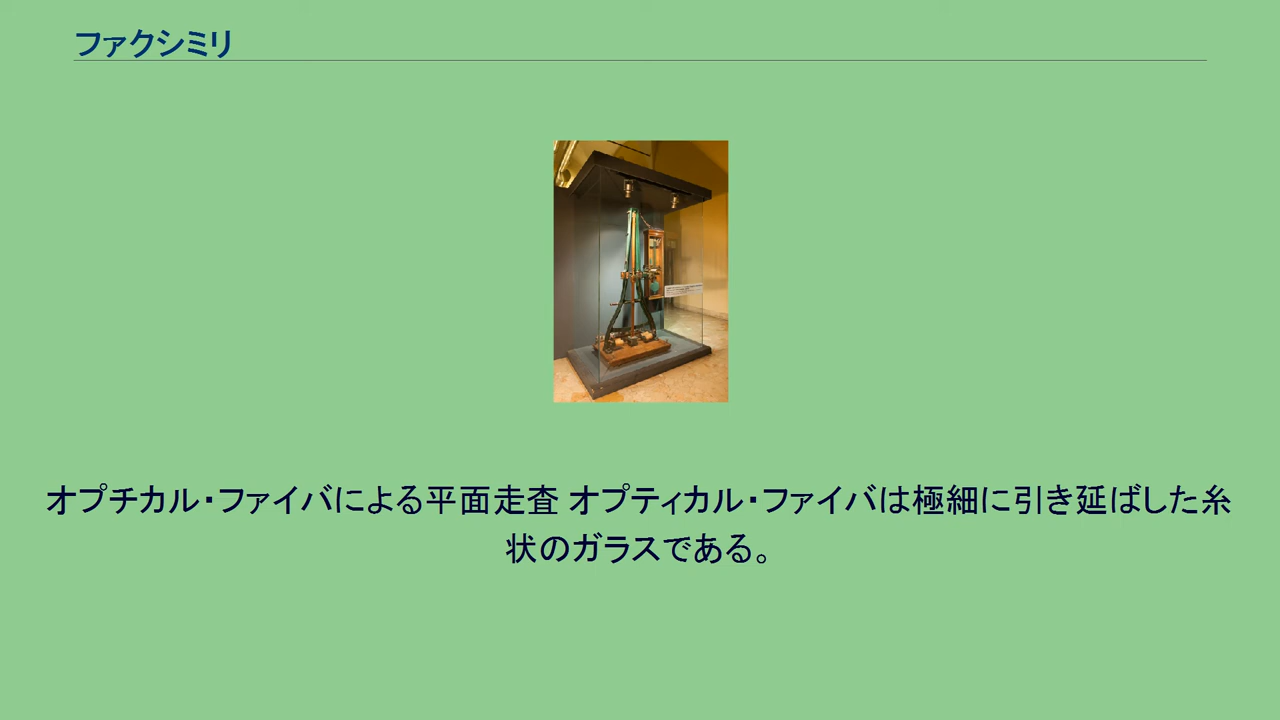 ファクシミリ
オプチカル・ファイバによる平面走査 オプティカル・ファイバは極細に引き延ばした糸
状のガラスである。